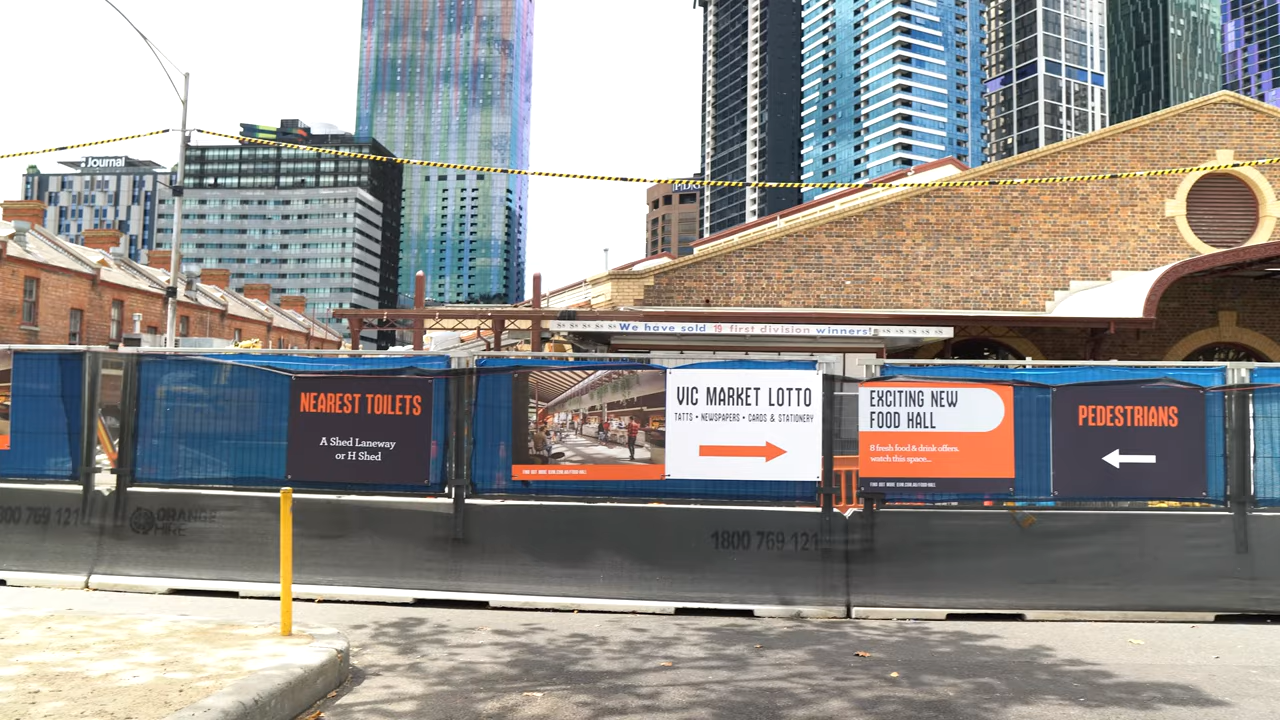 Journal
We have sold 19 first division winners!
NEAREST TOILETS
A Shed Laneway
or H Shed
VIC MARKET LOTTO
TATTS • NEWSPAPERS • CARDS & STATIONERY
EXCITING NEW
FOOD HALL
8 fresh food & drink offers.
watch this space...
PEDESTRIANS
800 769 121
ORANGE
HIRE
1800 769 121